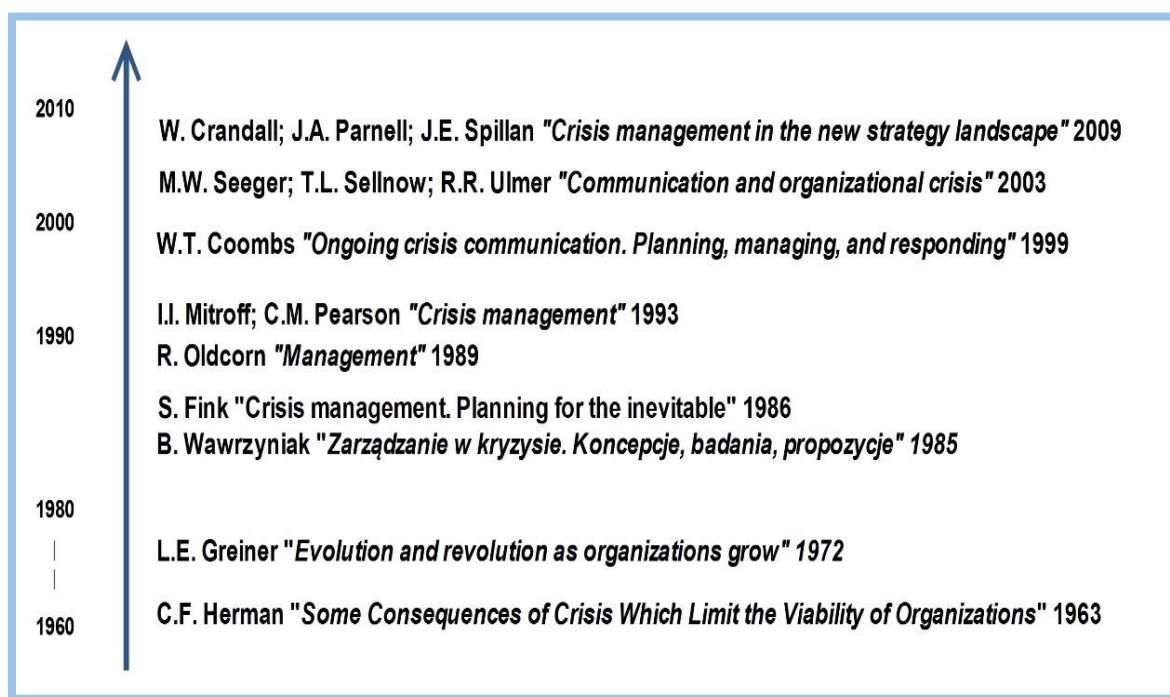 2010
W. Crandall; J.A. Parnell; J.E. Spillan "Crisis management in the new strategy landscape" 2009
M.W. Seeger; T.L. Sellnow; R.R. Ulmer "Communication and organizational crisis" 2003
2000
W.T. Coombs "Ongoing crisis communication. Planning, managing, and responding" 1999
I.I. Mitroff; C.M. Pearson "Crisis management" 1993
1990
R. Oldcorn "Management" 1989
S. Fink "Crisis management. Planning for the inevitable" 1986
B. Wawrzyniak "Zarządzanie w kryzysie. Koncepcje, badania, propozycje" 1985
1980
L.E. Greiner "Evolution and revolution as organizations grow" 1972
C.F. Herman "Some Consequences of Crisis Which Limit the Viability of Organizations" 1963
1960